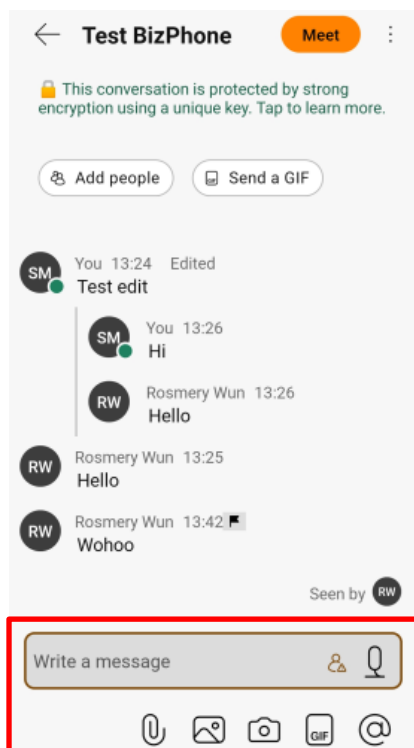 Test BizPhone
Meet
This conversation is protected by strong
encryption using a unique key. Tap to learn more.
Add people
Send a GIF
SM
You 13:24 Edited
Test edit
SM
You 13:26
Hi
RW
Rosmery Wun 13:26
Hello
RW
Rosmery Wun 13:25
Hello
RW
Rosmery Wun 13:42
Wohoo
Seen by RW
Write a message
GIF
@